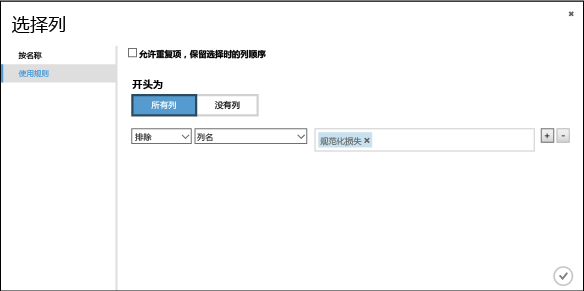 选择列
按名称
使用规则
允许重复项，保留选择时的列顺序
开头为
所有列 没有列
排除 列名 规范化损失 × + -